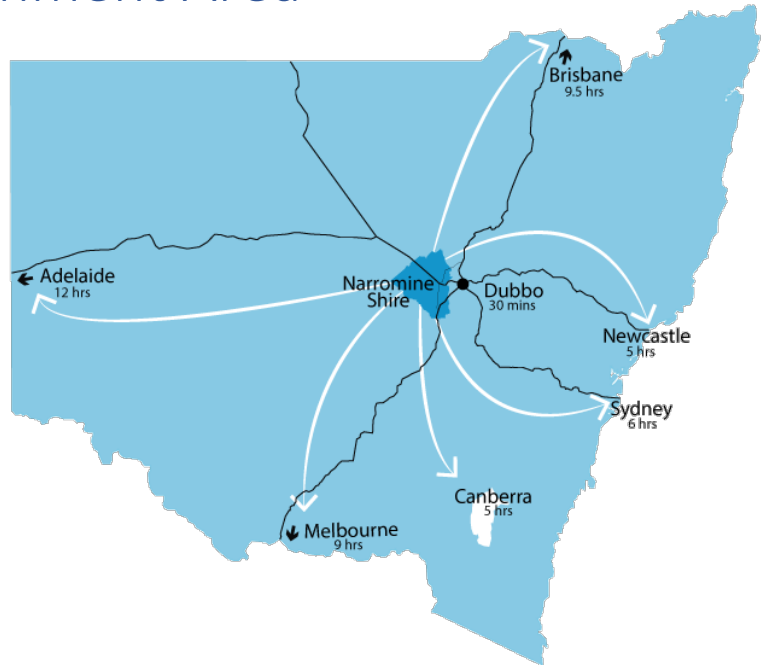 Area
Brisbane
9.5 hrs
Adelaide
12 hrs
Narromine
Shire
Dubbo
30 mins
Newcastle
5 hrs
Sydney
6 hrs
Canberra
5 hrs
Melbourne
9 hrs